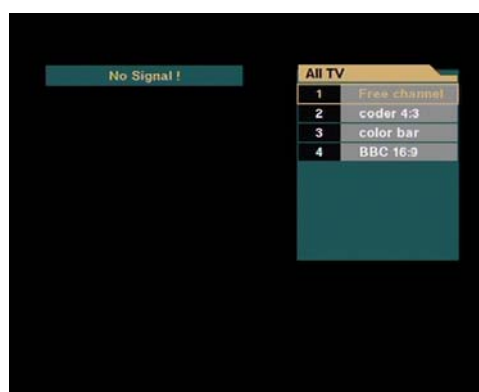 No Signal !
All TV
1 Free channel
2 coder 4:3
3 color bar
4 BBC 16:9